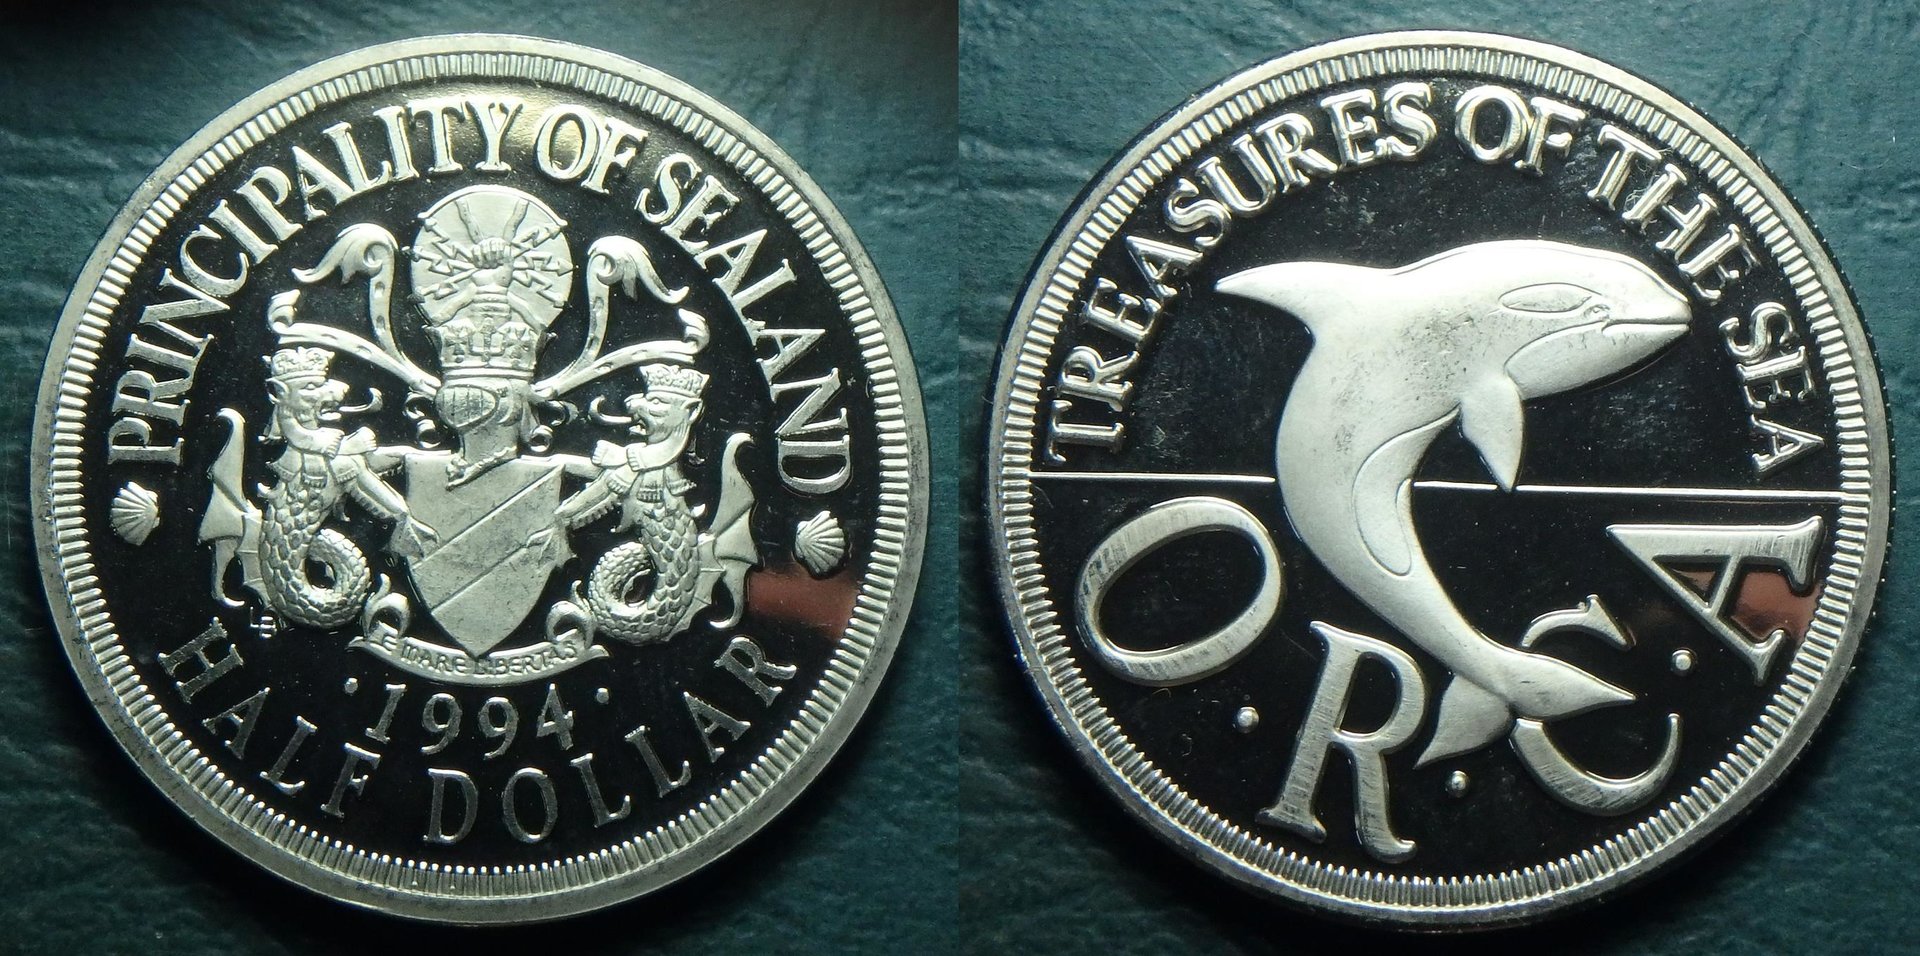 PRINCIPALITY OF SEALAND
E MARE LIBERTAS
·1994·
HALF DOLLAR
TREASURES OF THE SEA
O·R·C·A